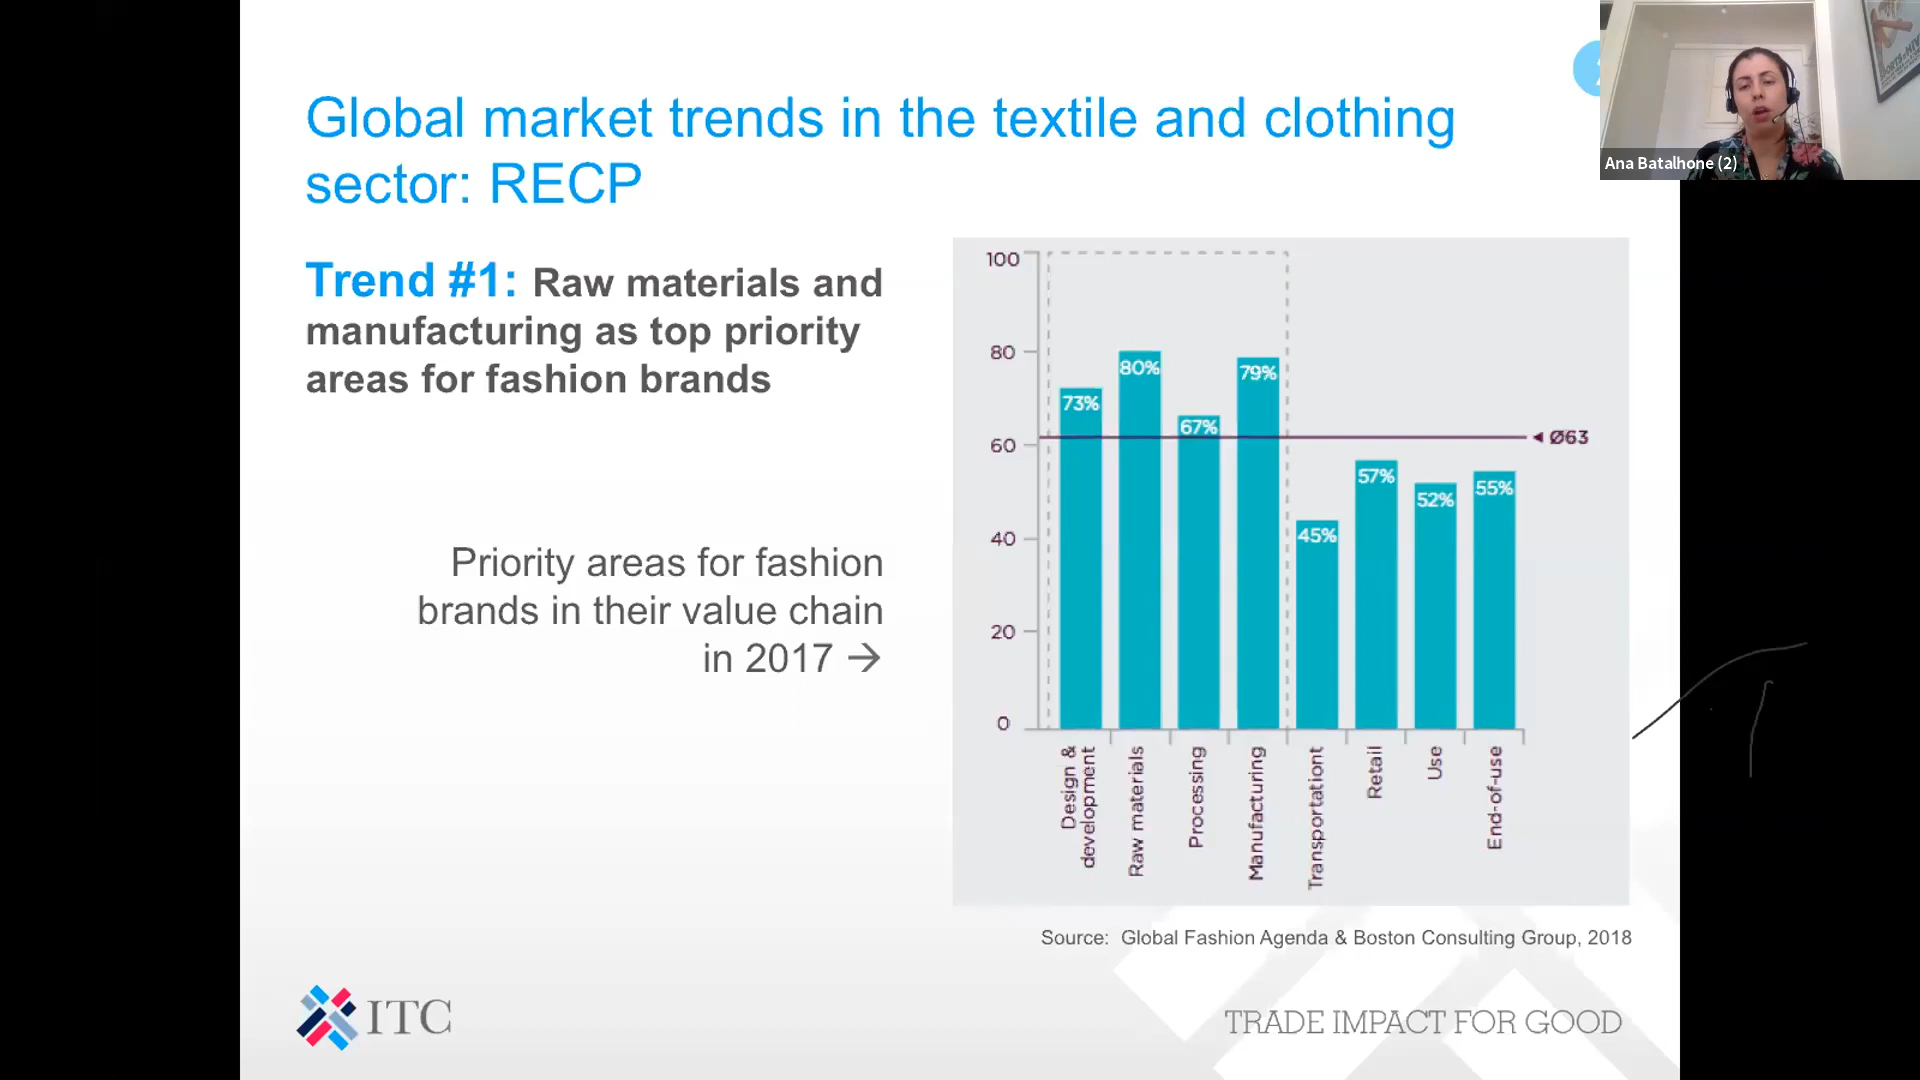 Global market trends in the textile and clothing
sector: RECP
Trend #1: Raw materials and
manufacturing as top priority
areas for fashion brands
Priority areas for fashion
brands in their value chain
in 2017 →
100
80
60
40
20
0
73%
80%
67%
79%
45%
57%
52%
55%
◄ Ø63
Design &
development
Raw materials
Processing
Manufacturing
Transportationt
Retail
Use
End-of-use
Source: Global Fashion Agenda & Boston Consulting Group, 2018
ITC
TRADE IMPACT FOR GOOD
Ana Batalhone (2)